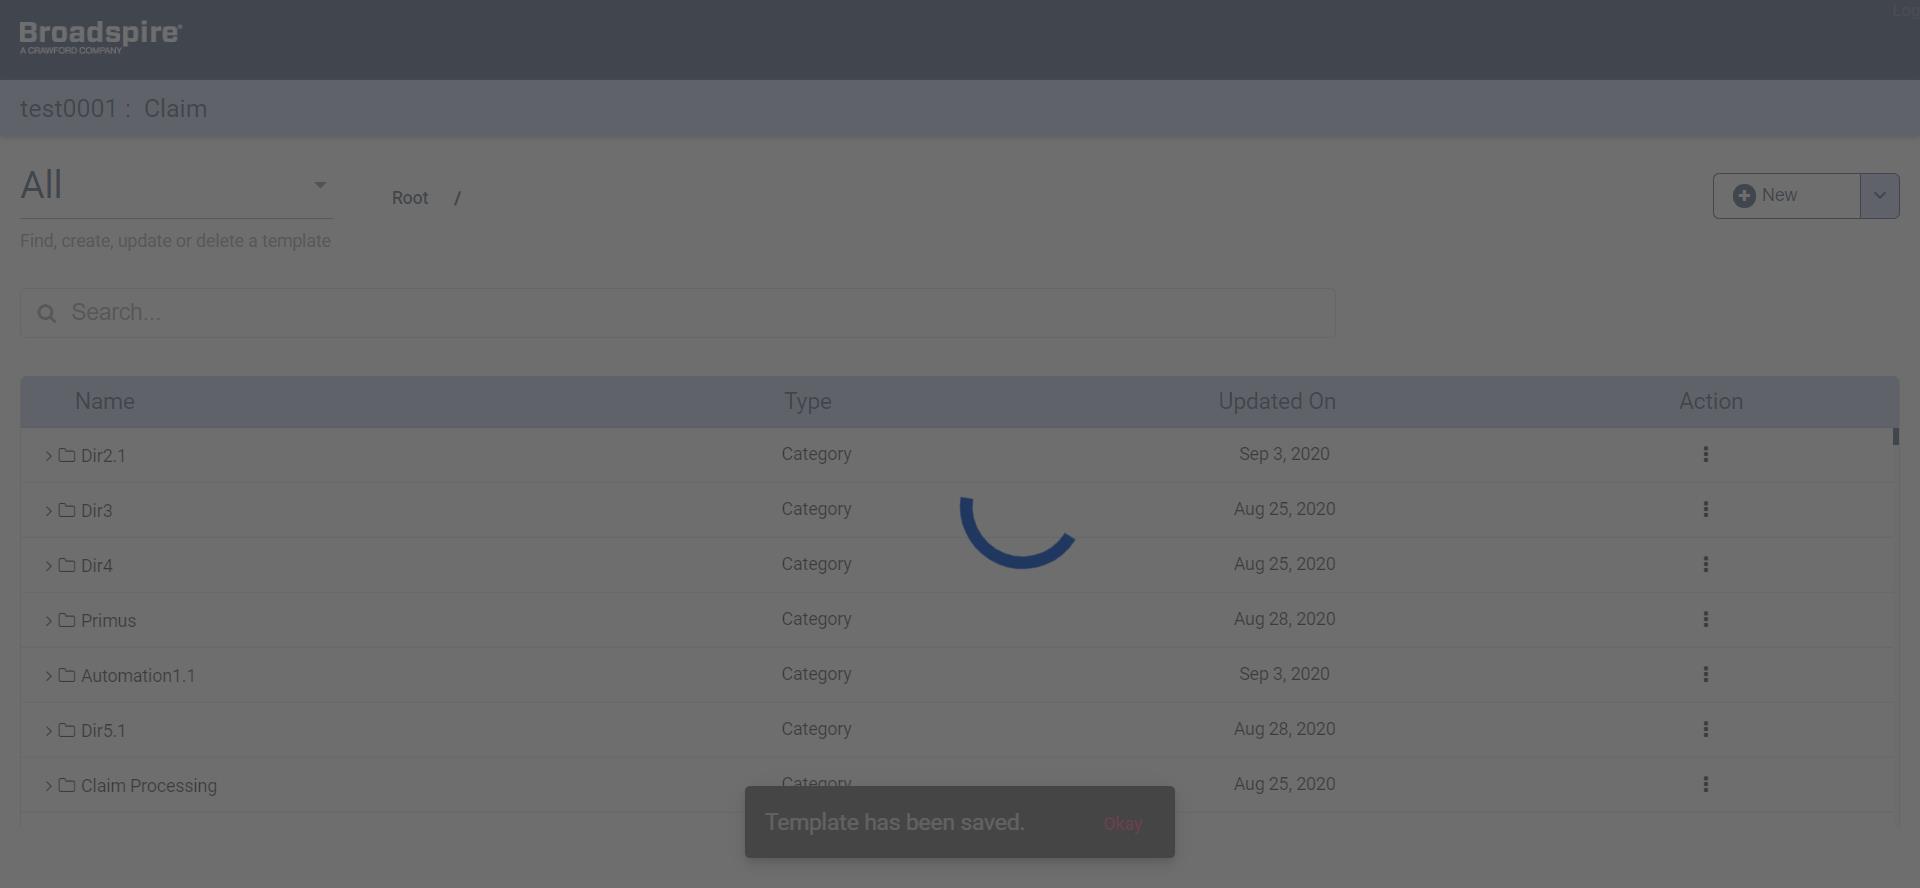 Log
Broadspire®
A CRAWFORD COMPANY
test0001 : Claim
All
Root /
New
Find, create, update or delete a template
Search...
Name Type Updated On Action
Dir2.1 Category Sep 3, 2020
Dir3 Category Aug 25, 2020
Dir4 Category Aug 25, 2020
Primus Category Aug 28, 2020
Automation1.1 Category Sep 3, 2020
Dir5.1 Category Aug 28, 2020
Claim Processing Category Aug 25, 2020
Template has been saved. Okay